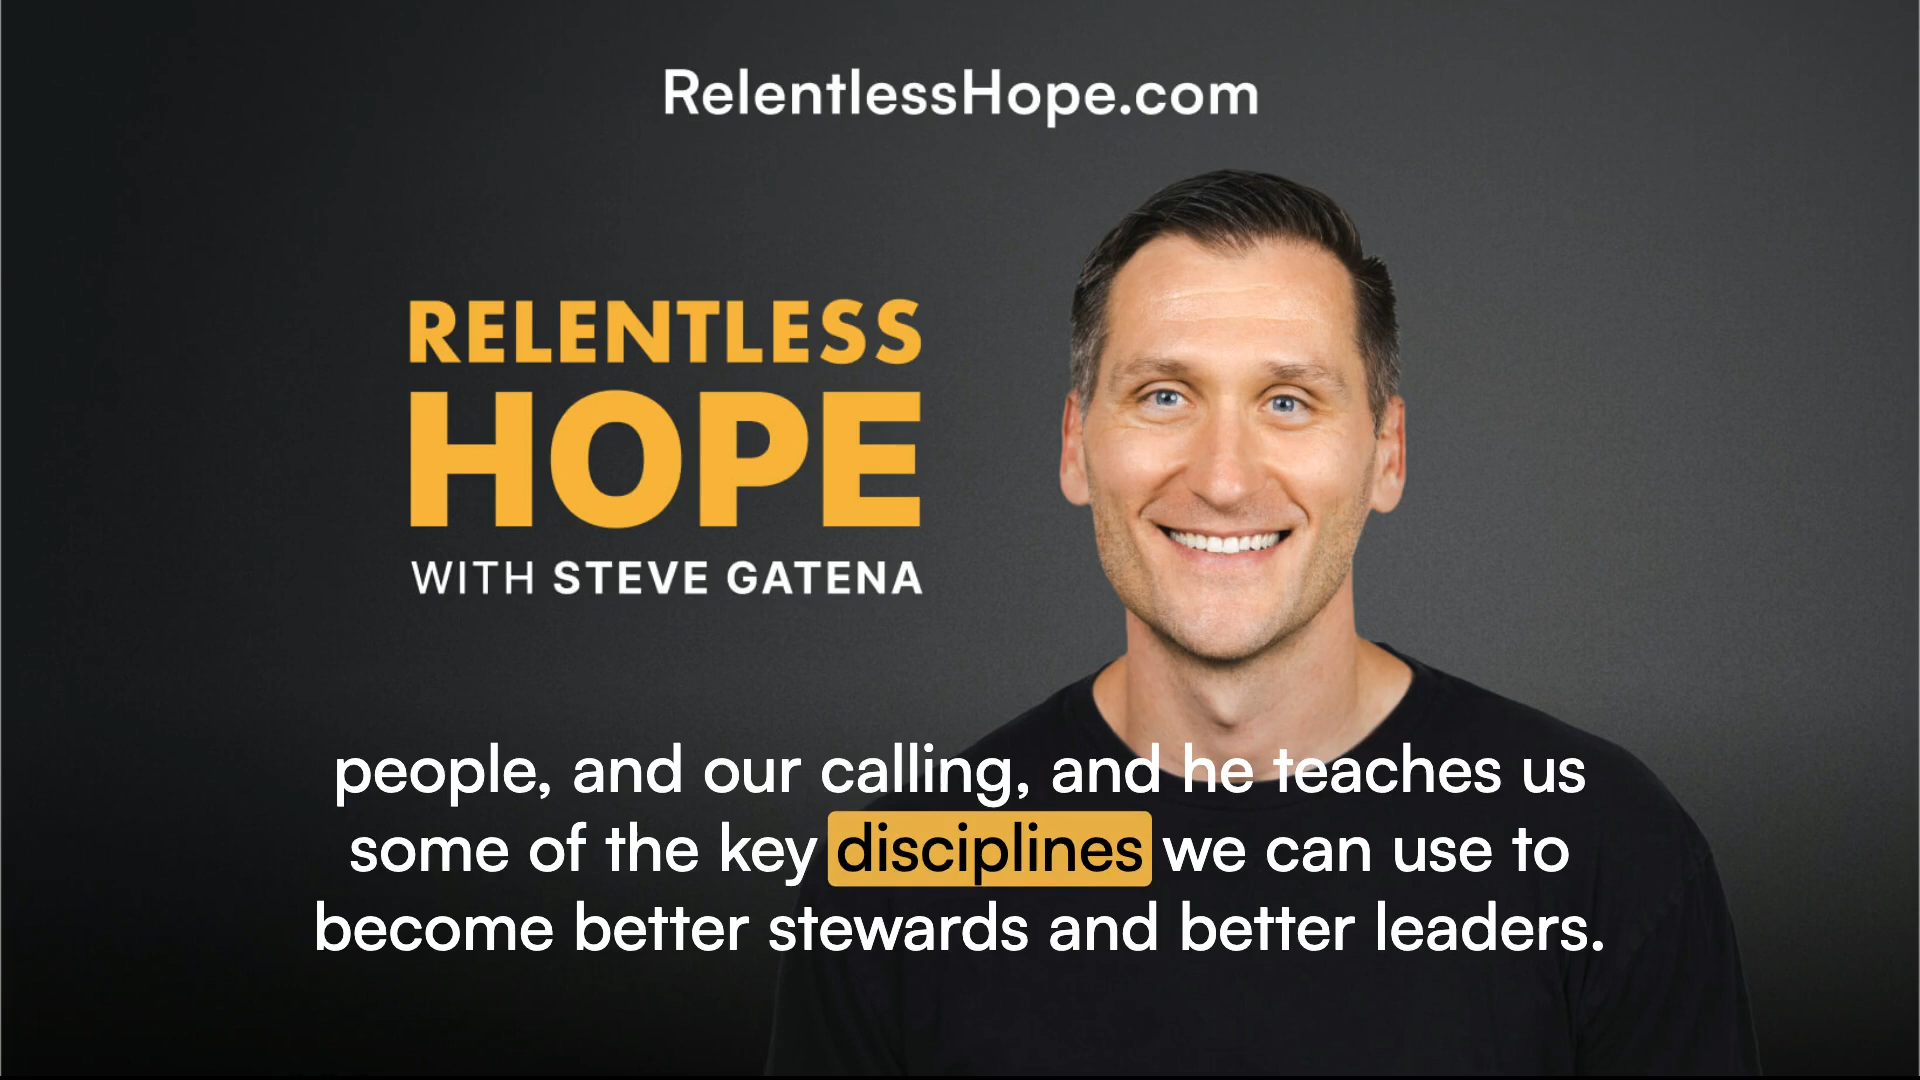 RelentlessHope.com
RELENTLESS
HOPE
WITH STEVE GATENA
people, and our calling, and he teaches us
some of the key disciplines we can use to
become better stewards and better leaders.